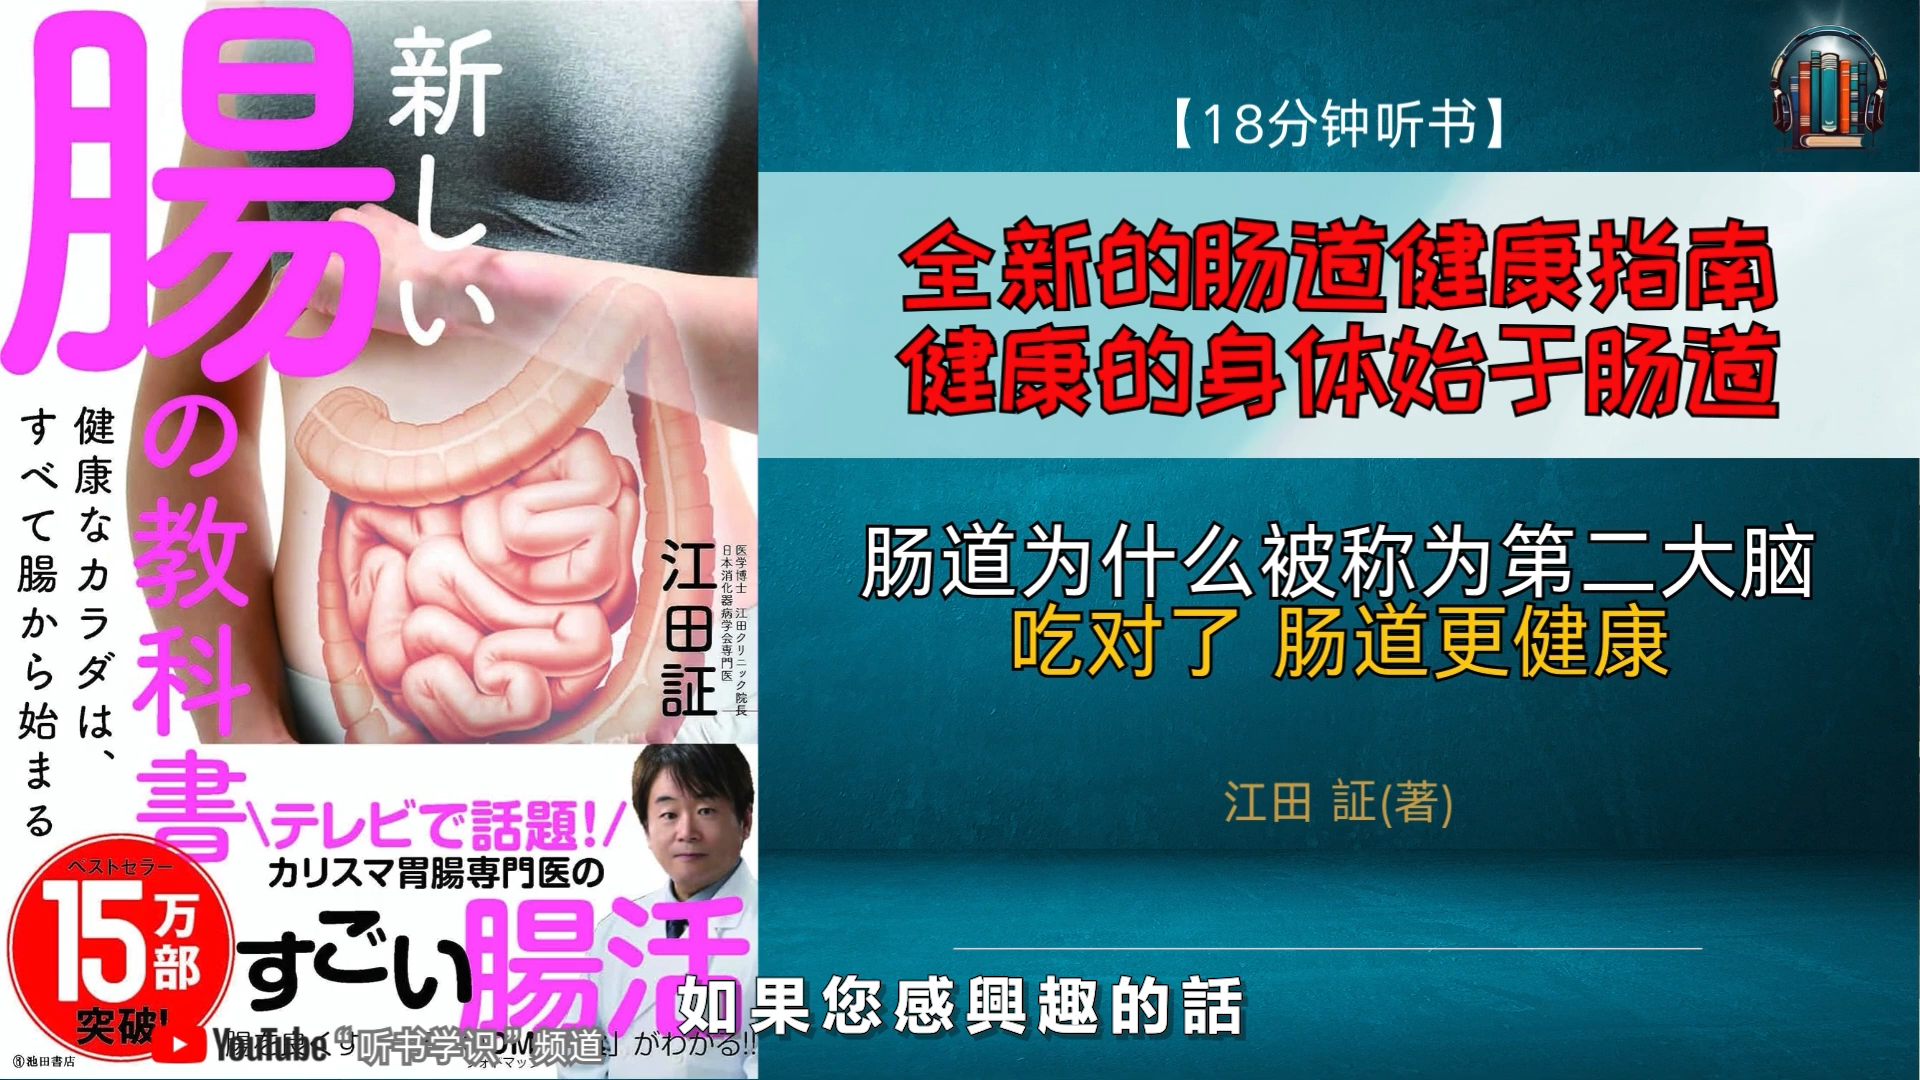 新しい
腸の教科書
健康なカラダは、
すべて腸から始まる
医学博士 江田クリニック院長
日本消化器病学会専門医
江田証
\テレビで話題!/
カリスマ胃腸専門医の
すごい腸活
ベストセラー
15万部
突破!
がわかる!!
池田書店
YouTube “听书学识” 频道
【18分钟听书】
全新的肠道健康指南
健康的身体始于肠道
肠道为什么被称为第二大脑
吃对了 肠道更健康
江田 証(著)
如果您感興趣的話